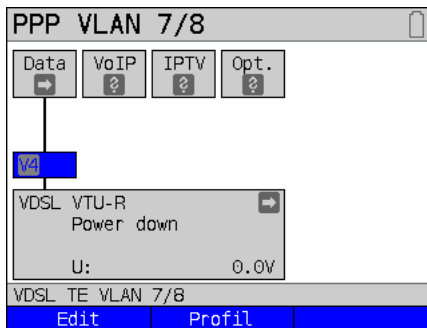 PPP VLAN 7/8
Data VoIP IPTV Opt.
? ? ?
V4
VDSL VTU-R
Power down
U: 0.0V
VDSL TE VLAN 7/8
Edit Profil